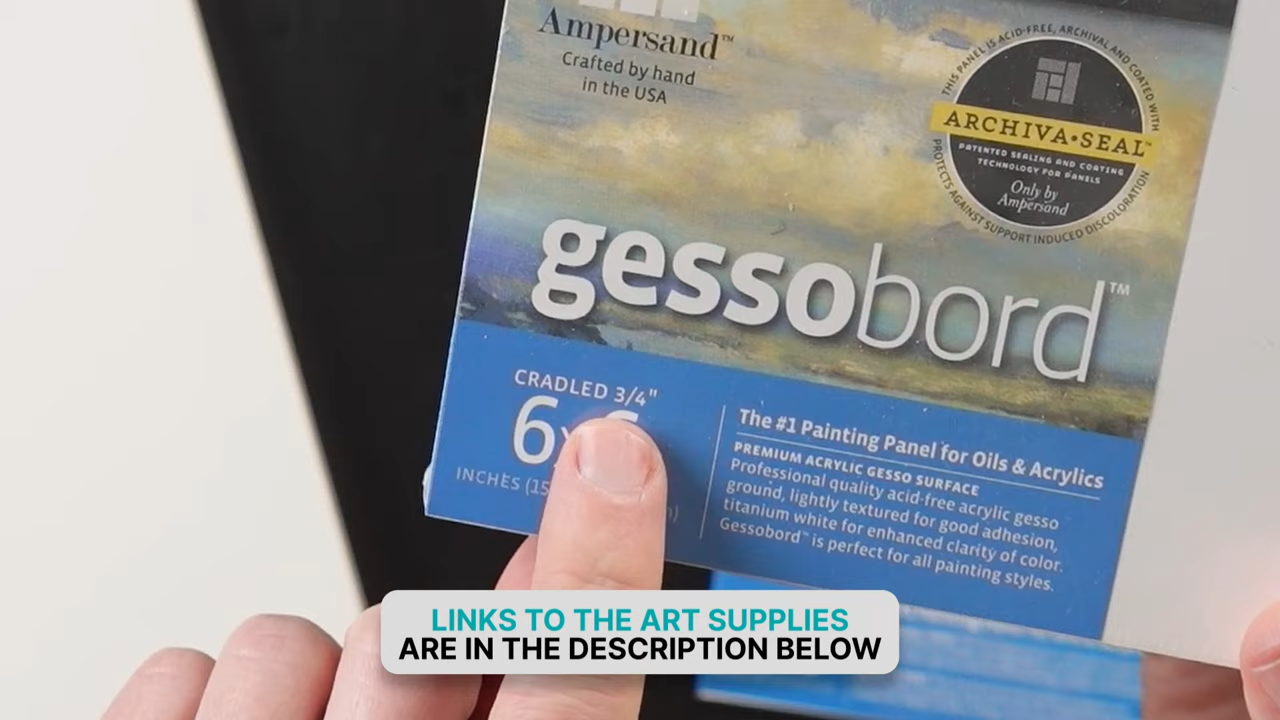 Ampersand™
Crafted by hand
in the USA
THIS PANEL IS ACID-FREE, ARCHIVAL AND COATED WITH
ARCHIVA•SEAL™
PATENTED SEALING AND COATING
TECHNOLOGY FOR PANELS
Only by
Ampersand
PROTECTS AGAINST SUPPORT INDUCED DISCOLORATION
gessobord™
CRADLED 3/4"
6
INCHES (15
The #1 Painting Panel for Oils & Acrylics
PREMIUM ACRYLIC GESSO SURFACE
Professional quality acid-free acrylic gesso
ground, lightly textured for good adhesion,
titanium white for enhanced clarity of color.
Gessobord™ is perfect for all painting styles.
LINKS TO THE ART SUPPLIES
ARE IN THE DESCRIPTION BELOW